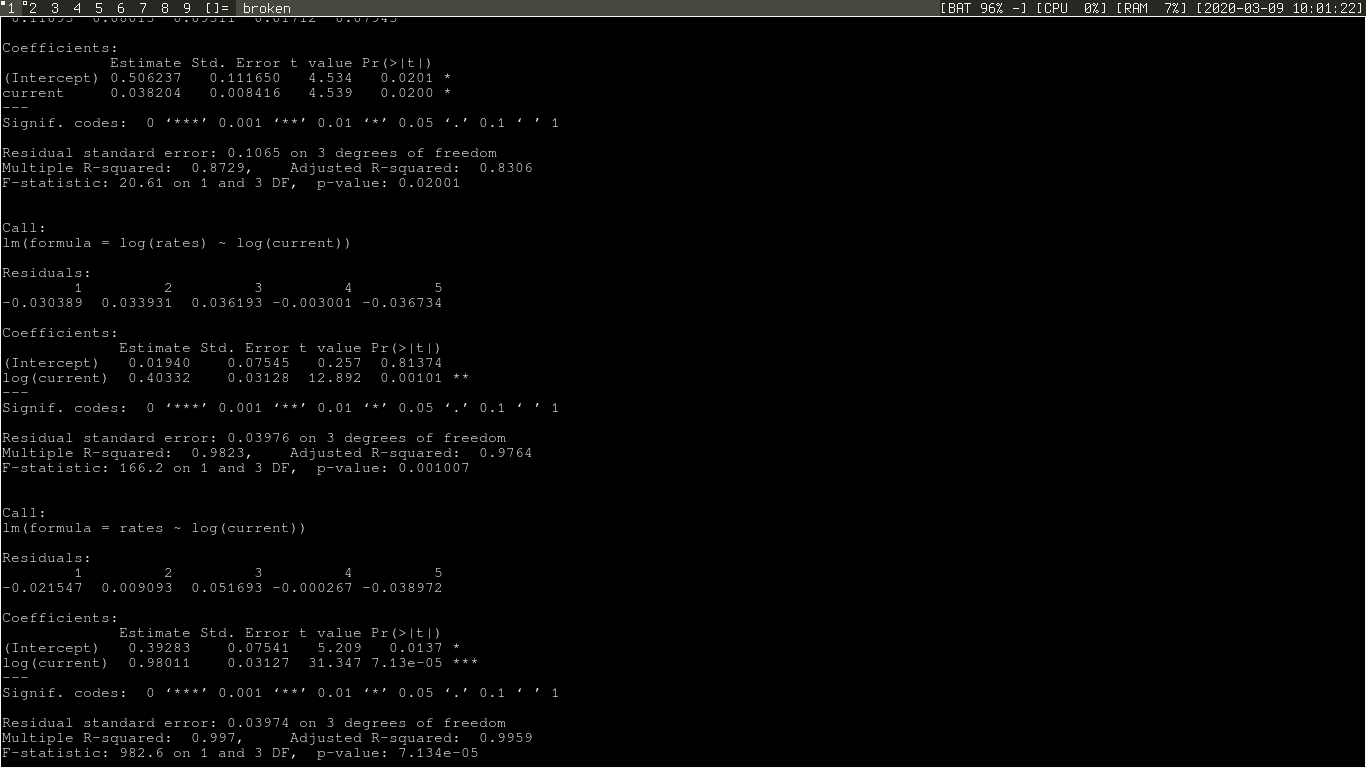 1 2 3 4 5 6 7 8 9 []= broken [BAT 96% -] [CPU 0%] [RAM 7%] [2020-03-09 10:01:22]
Coefficients:
Estimate Std. Error t value Pr(>|t|)
(Intercept) 0.506237 0.111650 4.534 0.0201 *
current 0.038204 0.008416 4.539 0.0200 *
---
Signif. codes: 0 ‘***’ 0.001 ‘**’ 0.01 ‘*’ 0.05 ‘.’ 0.1 ‘ ’ 1
Residual standard error: 0.1065 on 3 degrees of freedom
Multiple R-squared: 0.8729, Adjusted R-squared: 0.8306
F-statistic: 20.61 on 1 and 3 DF, p-value: 0.02001
Call:
lm(formula = log(rates) ~ log(current))
Residuals:
1 2 3 4 5
-0.030389 0.033931 0.036193 -0.003001 -0.036734
Coefficients:
Estimate Std. Error t value Pr(>|t|)
(Intercept) 0.01940 0.07545 0.257 0.81374
log(current) 0.40332 0.03128 12.892 0.00101 **
---
Signif. codes: 0 ‘***’ 0.001 ‘**’ 0.01 ‘*’ 0.05 ‘.’ 0.1 ‘ ’ 1
Residual standard error: 0.03976 on 3 degrees of freedom
Multiple R-squared: 0.9823, Adjusted R-squared: 0.9764
F-statistic: 166.2 on 1 and 3 DF, p-value: 0.001007
Call:
lm(formula = rates ~ log(current))
Residuals:
1 2 3 4 5
-0.021547 0.009093 0.051693 -0.000267 -0.038972
Coefficients:
Estimate Std. Error t value Pr(>|t|)
(Intercept) 0.39283 0.07541 5.209 0.0137 *
log(current) 0.98011 0.03127 31.347 7.13e-05 ***
---
Signif. codes: 0 ‘***’ 0.001 ‘**’ 0.01 ‘*’ 0.05 ‘.’ 0.1 ‘ ’ 1
Residual standard error: 0.03974 on 3 degrees of freedom
Multiple R-squared: 0.997, Adjusted R-squared: 0.9959
F-statistic: 982.6 on 1 and 3 DF, p-value: 7.134e-05